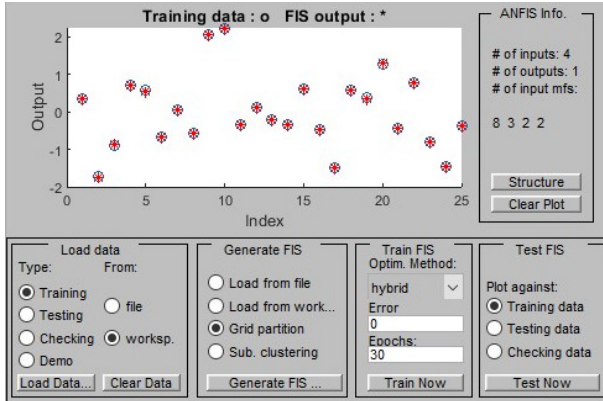 Training data : o   FIS output : *
ANFIS Info.
# of inputs: 4
# of outputs: 1
# of input mfs:
8 3 2 2
Structure
Clear Plot
Output
2
1
0
-1
-2
0
5
10
15
20
25
Index
Load data
Type:
From:
Training
Testing
Checking
Demo
file
worksp.
Load Data...
Clear Data
Generate FIS
Load from file
Load from work...
Grid partition
Sub. clustering
Generate FIS ...
Train FIS
Optim. Method:
hybrid
Error
0
Epochs:
30
Train Now
Test FIS
Plot against:
Training data
Testing data
Checking data
Test Now